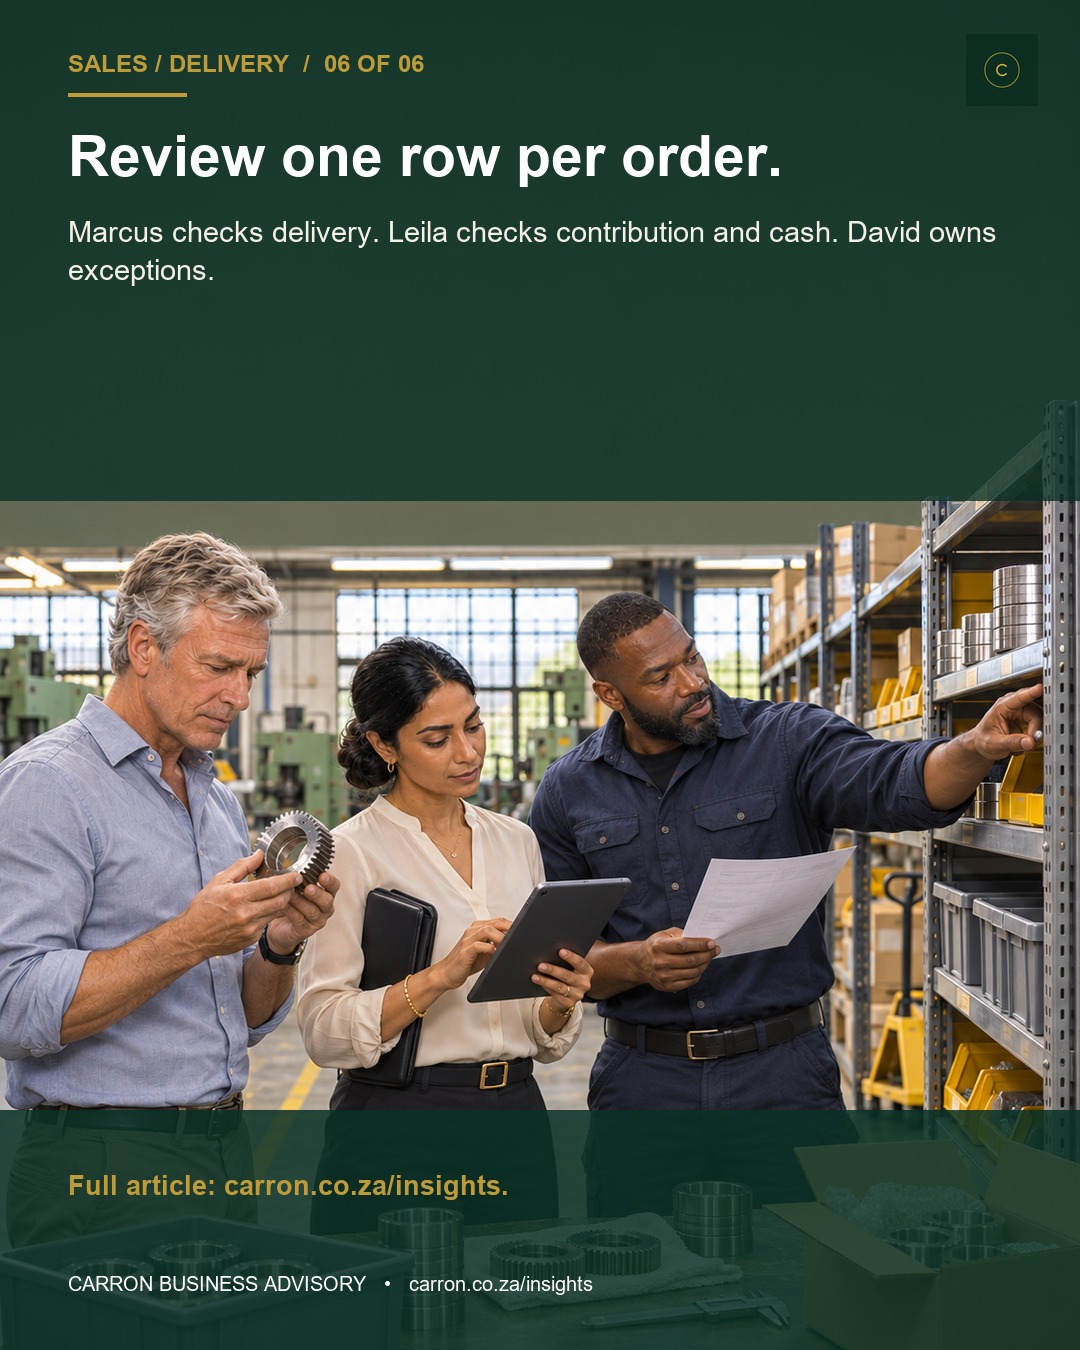 SALES / DELIVERY / 06 OF 06
C
Review one row per order.
Marcus checks delivery. Leila checks contribution and cash. David owns
exceptions.
Full article: carron.co.za/insights.
CARRON BUSINESS ADVISORY • carron.co.za/insights